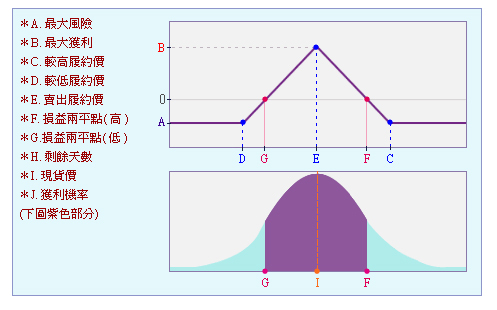 ＊A. 最大風險
＊B. 最大獲利
＊C. 較高履約價
＊D. 較低履約價
＊E. 賣出履約價
＊F. 損益兩平點(高)
＊G.損益兩平點(低)
＊H. 剩餘天數
＊I. 現貨價
＊J. 獲利機率
(下圖紫色部分)
B
0
A
D G E F C
G I F